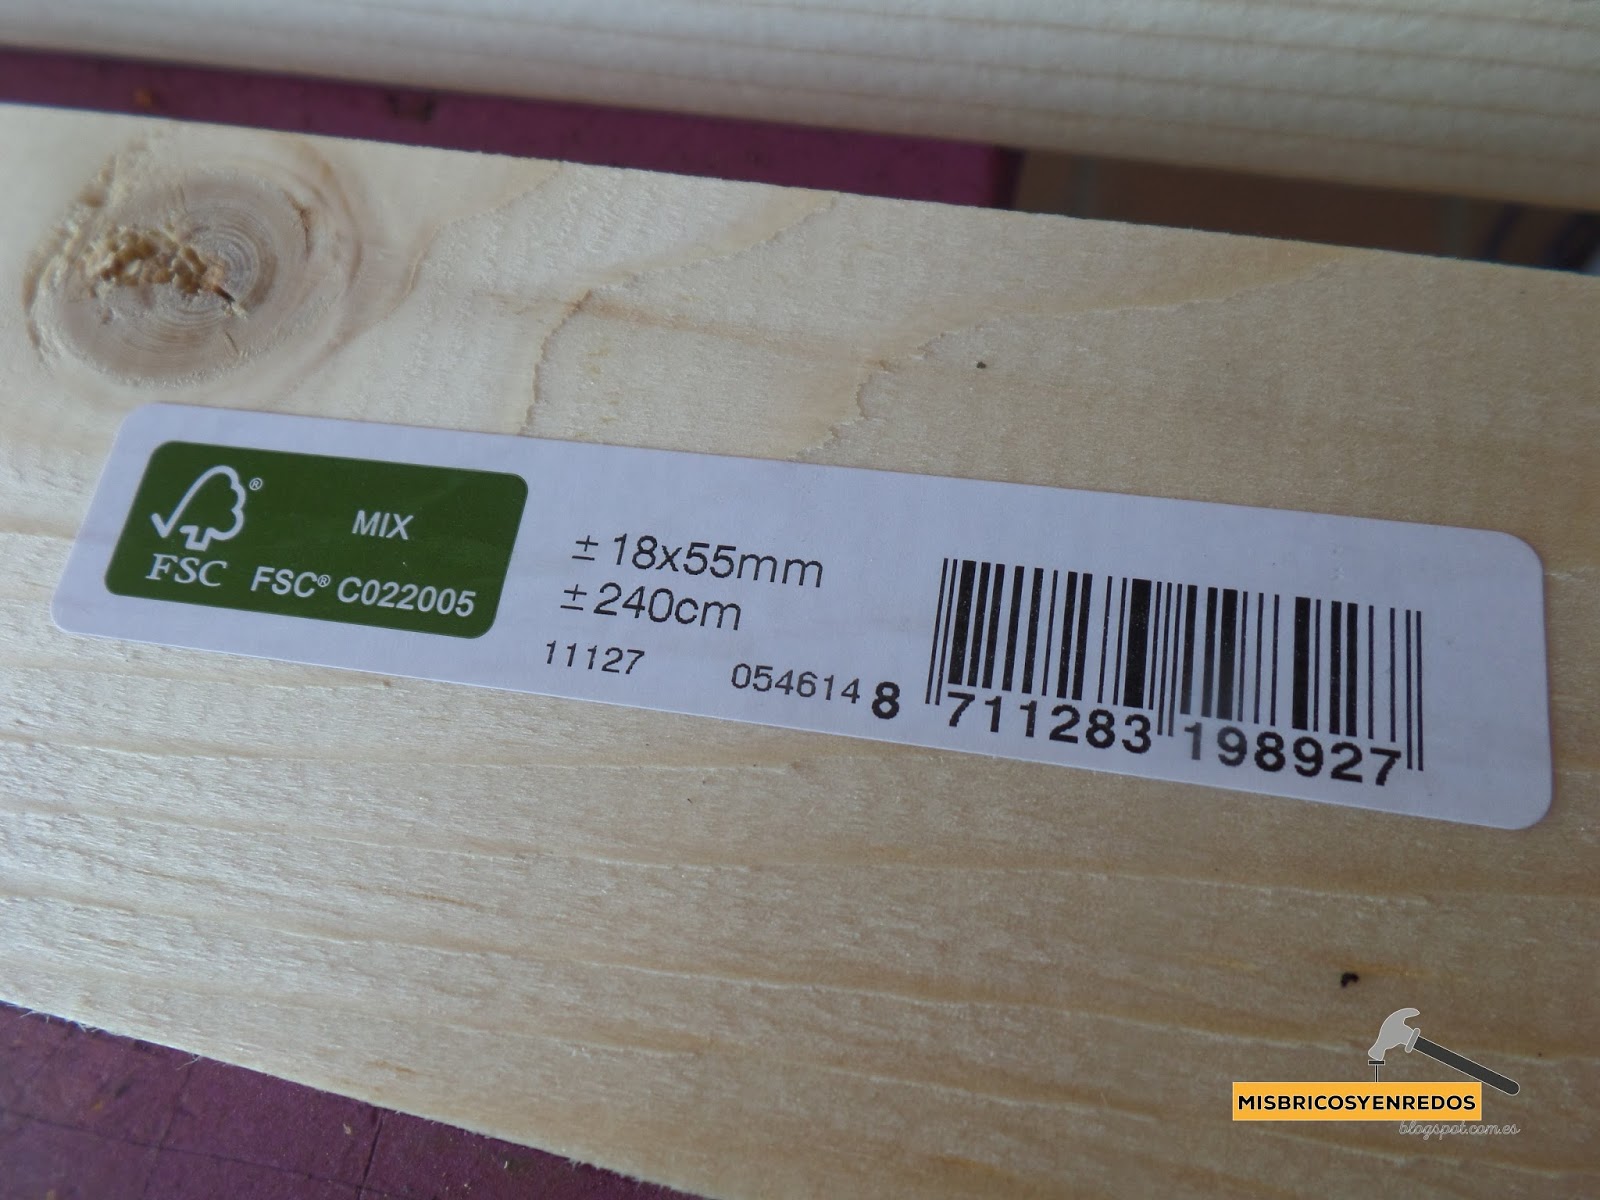 ®
FSC
MIX
FSC® C022005
± 18x55mm
± 240cm
11127
054614
8 711283 198927
MISBRICOSYENREDOS
blogspot.com.es